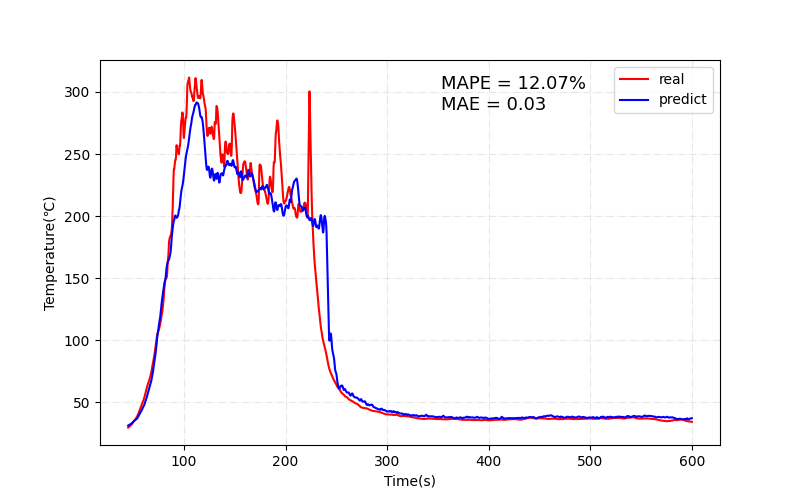 MAPE = 12.07%
MAE = 0.03
real
predict
Temperature(℃)
300
250
200
150
100
50
100
200
300
400
500
600
Time(s)